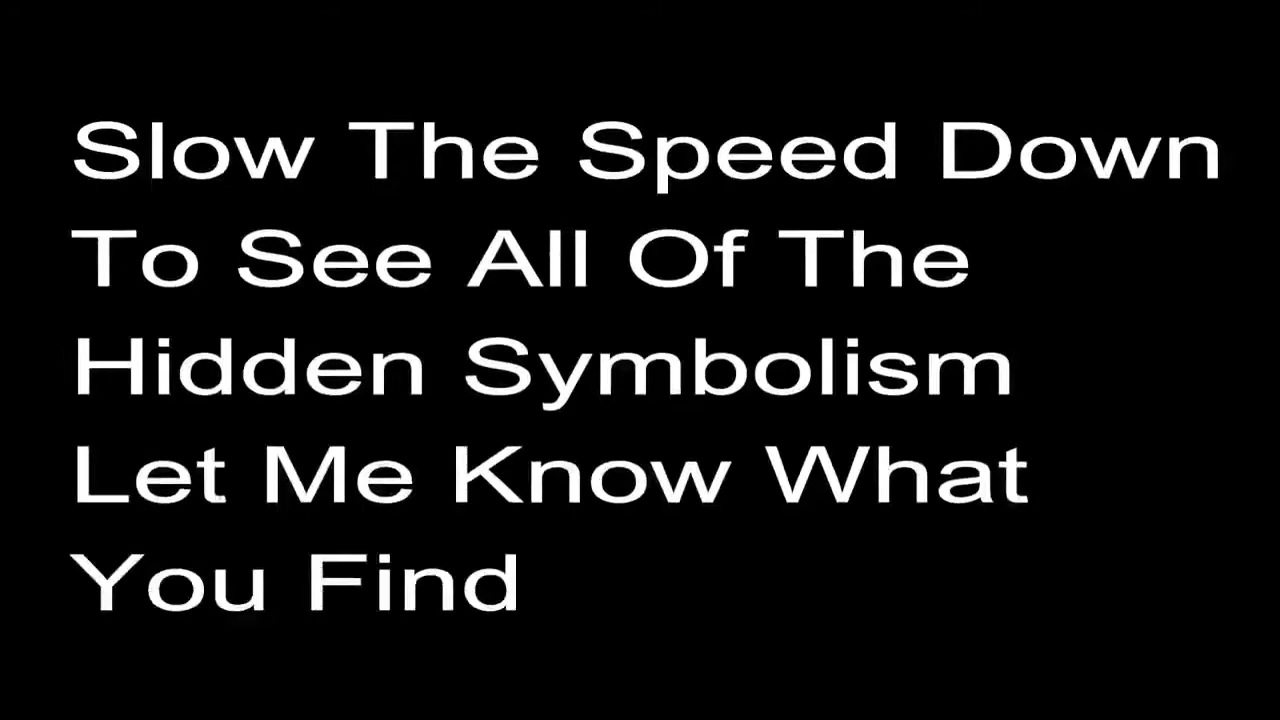 Slow The Speed Down
To See All Of The
Hidden Symbolism
Let Me Know What
You Find